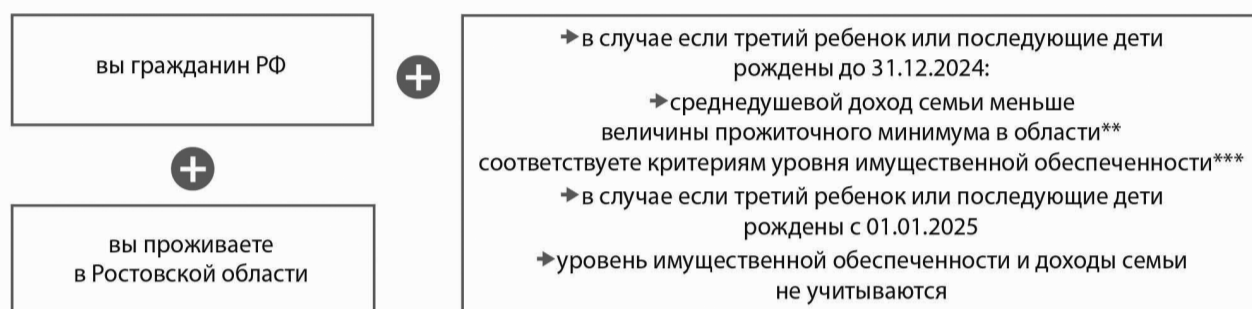 вы гражданин РФ
вы проживаете
в Ростовской области
в случае если третий ребенок или последующие дети
рождены до 31.12.2024:
среднедушевой доход семьи меньше
величины прожиточного минимума в области**
соответствуете критериям уровня имущественной обеспеченности***
в случае если третий ребенок или последующие дети
рождены с 01.01.2025
уровень имущественной обеспеченности и доходы семьи
не учитываются